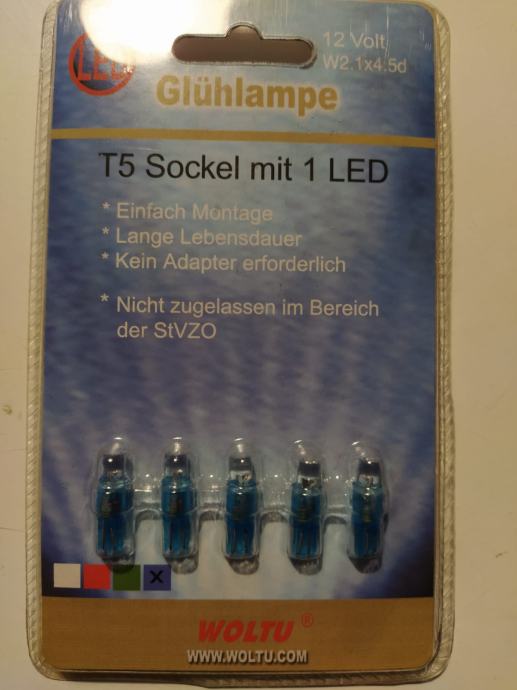 LED
12 Volt
W2.1x4.5d
Glühlampe
T5 Sockel mit 1 LED
* Einfach Montage
* Lange Lebensdauer
* Kein Adapter erforderlich
* Nicht zugelassen im Bereich
der StVZO
X
WOLTU ®
WWW.WOLTU.COM